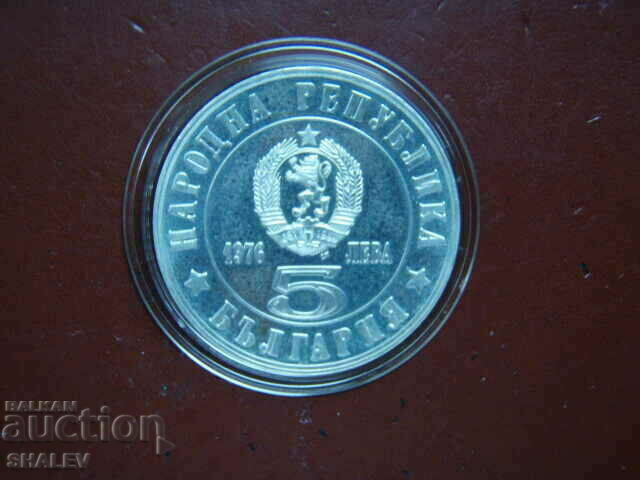 НАРОДНА РЕПУБЛИКА
1976 ЛЕВА
5
БЪЛГАРИЯ
BALKAN
auction
SHALEV